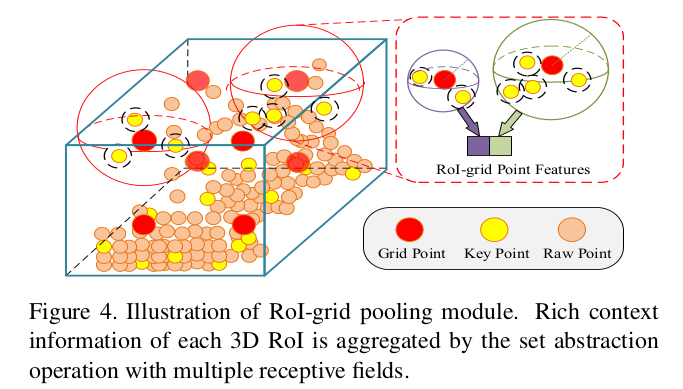 RoI-grid Point Features
Grid Point
Key Point
Raw Point
Figure 4. Illustration of RoI-grid pooling module. Rich context
information of each 3D RoI is aggregated by the set abstraction
operation with multiple receptive fields.